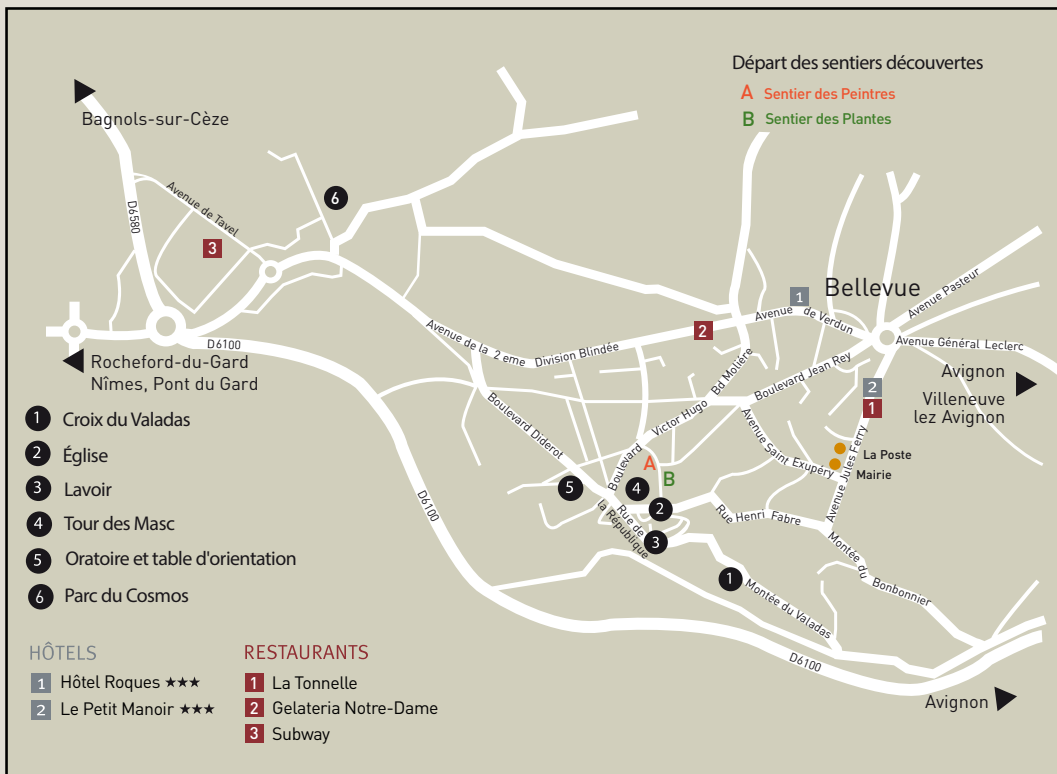 Départ des sentiers découvertes
A Sentier des Peintres
B Sentier des Plantes
Bagnols-sur-Cèze
D6580
Avenue de Tavel
6
3
D6100
Rocheford-du-Gard
Nîmes, Pont du Gard
Avenue de la 2 eme Division Blindée
2
1
Bellevue
Avenue de Verdun
Avenue Pasteur
Avenue Général Leclerc
Avignon
Villeneuve
lez Avignon
Bd Moliére
Boulevard Jean Rey
2
1
Boulevard Victor Hugo
Avenue Saint Exupéry
La Poste
Mairie
Avenue Jules Ferry
Boulevard Diderot
A
B
5
4
2
3
Rue de
la République
Rue Henri Fabre
1
Montée du Valadas
Montée du Bonbonnier
D6100
D6100
Avignon
1 Croix du Valadas
2 Église
3 Lavoir
4 Tour des Masc
5 Oratoire et table d'orientation
6 Parc du Cosmos
HÔTELS
1 Hôtel Roques ★★★
2 Le Petit Manoir ★★★
RESTAURANTS
1 La Tonnelle
2 Gelateria Notre-Dame
3 Subway